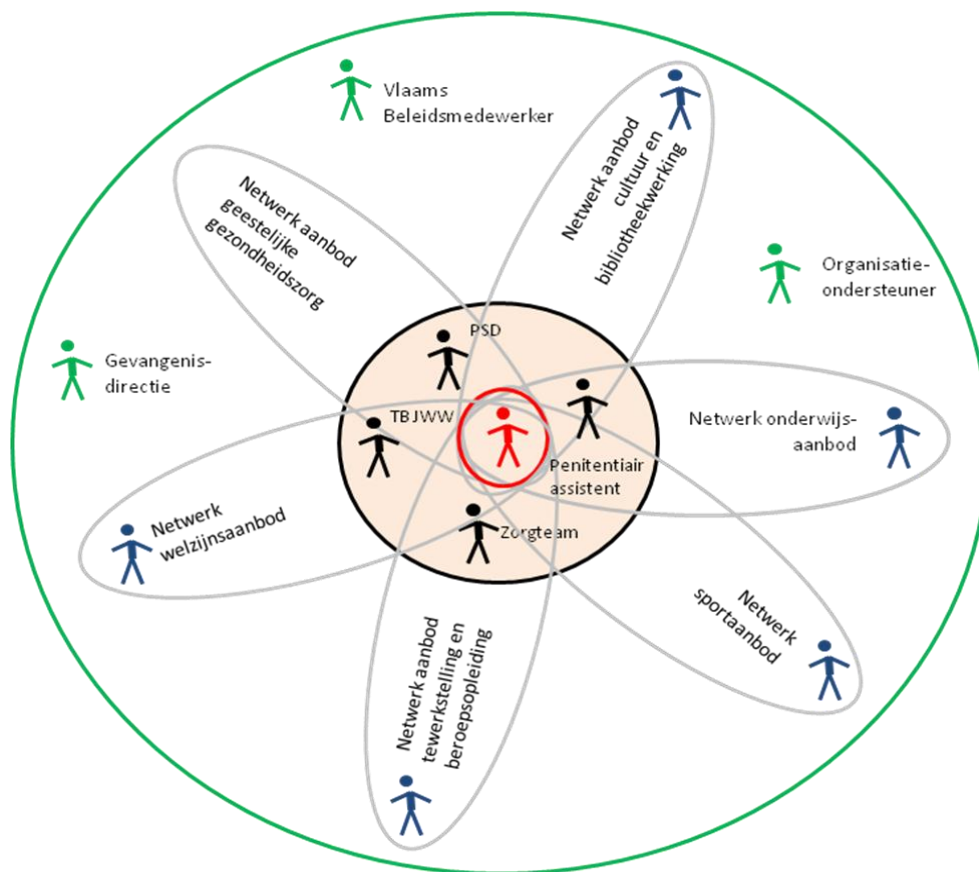 Vlaams
Beleidsmedewerker
Netwerk aanbod
cultuur en
bibliotheekwerking
Netwerk aanbod
geestelijke
gezondheidszorg
Organisatie-
ondersteuner
Gevangenis-
directie
PSD
TBJWW
Penitentiair
assistent
Zorgteam
Netwerk onderwijs-
aanbod
Netwerk
welzijnsaanbod
Netwerk
sportaanbod
Netwerk aanbod
tewerkstelling en
beroepsopleiding